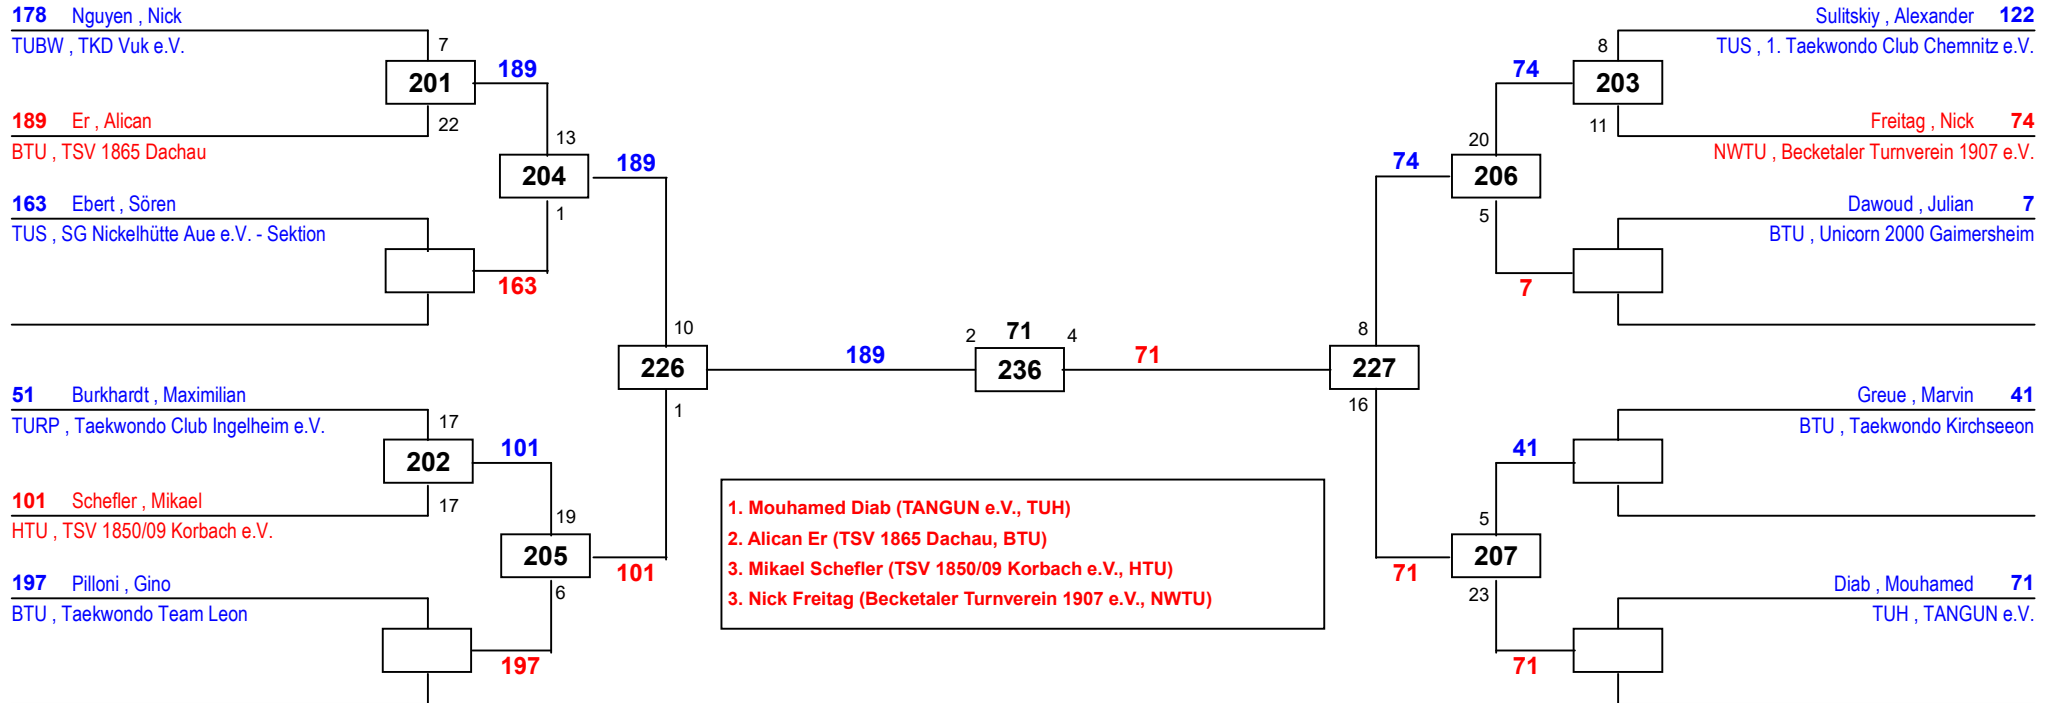 178 Nguyen , Nick
TUBW , TKD Vuk e.V.
7
201
189
189 Er , Alican
22
BTU , TSV 1865 Dachau
13
204
189
163 Ebert , Sören
1
TUS , SG Nickelhütte Aue e.V. - Sektion
163
10
226
189
1
51 Burkhardt , Maximilian
TURP , Taekwondo Club Ingelheim e.V.
17
202
101
101 Schefler , Mikael
17
HTU , TSV 1850/09 Korbach e.V.
19
205
101
6
197 Pilloni , Gino
BTU , Taekwondo Team Leon
197
2 71 4
236
71
1. Mouhamed Diab (TANGUN e.V., TUH)
2. Alican Er (TSV 1865 Dachau, BTU)
3. Mikael Schefler (TSV 1850/09 Korbach e.V., HTU)
3. Nick Freitag (Becketaler Turnverein 1907 e.V., NWTU)
Sulitskiy , Alexander 122
8
TUS , 1. Taekwondo Club Chemnitz e.V.
74
203
11
Freitag , Nick 74
NWTU , Becketaler Turnverein 1907 e.V.
20
74
206
5
Dawoud , Julian 7
BTU , Unicorn 2000 Gaimersheim
7
8
227
16
Greue , Marvin 41
BTU , Taekwondo Kirchseeon
41
5
207
71
23
Diab , Mouhamed 71
TUH , TANGUN e.V.
71